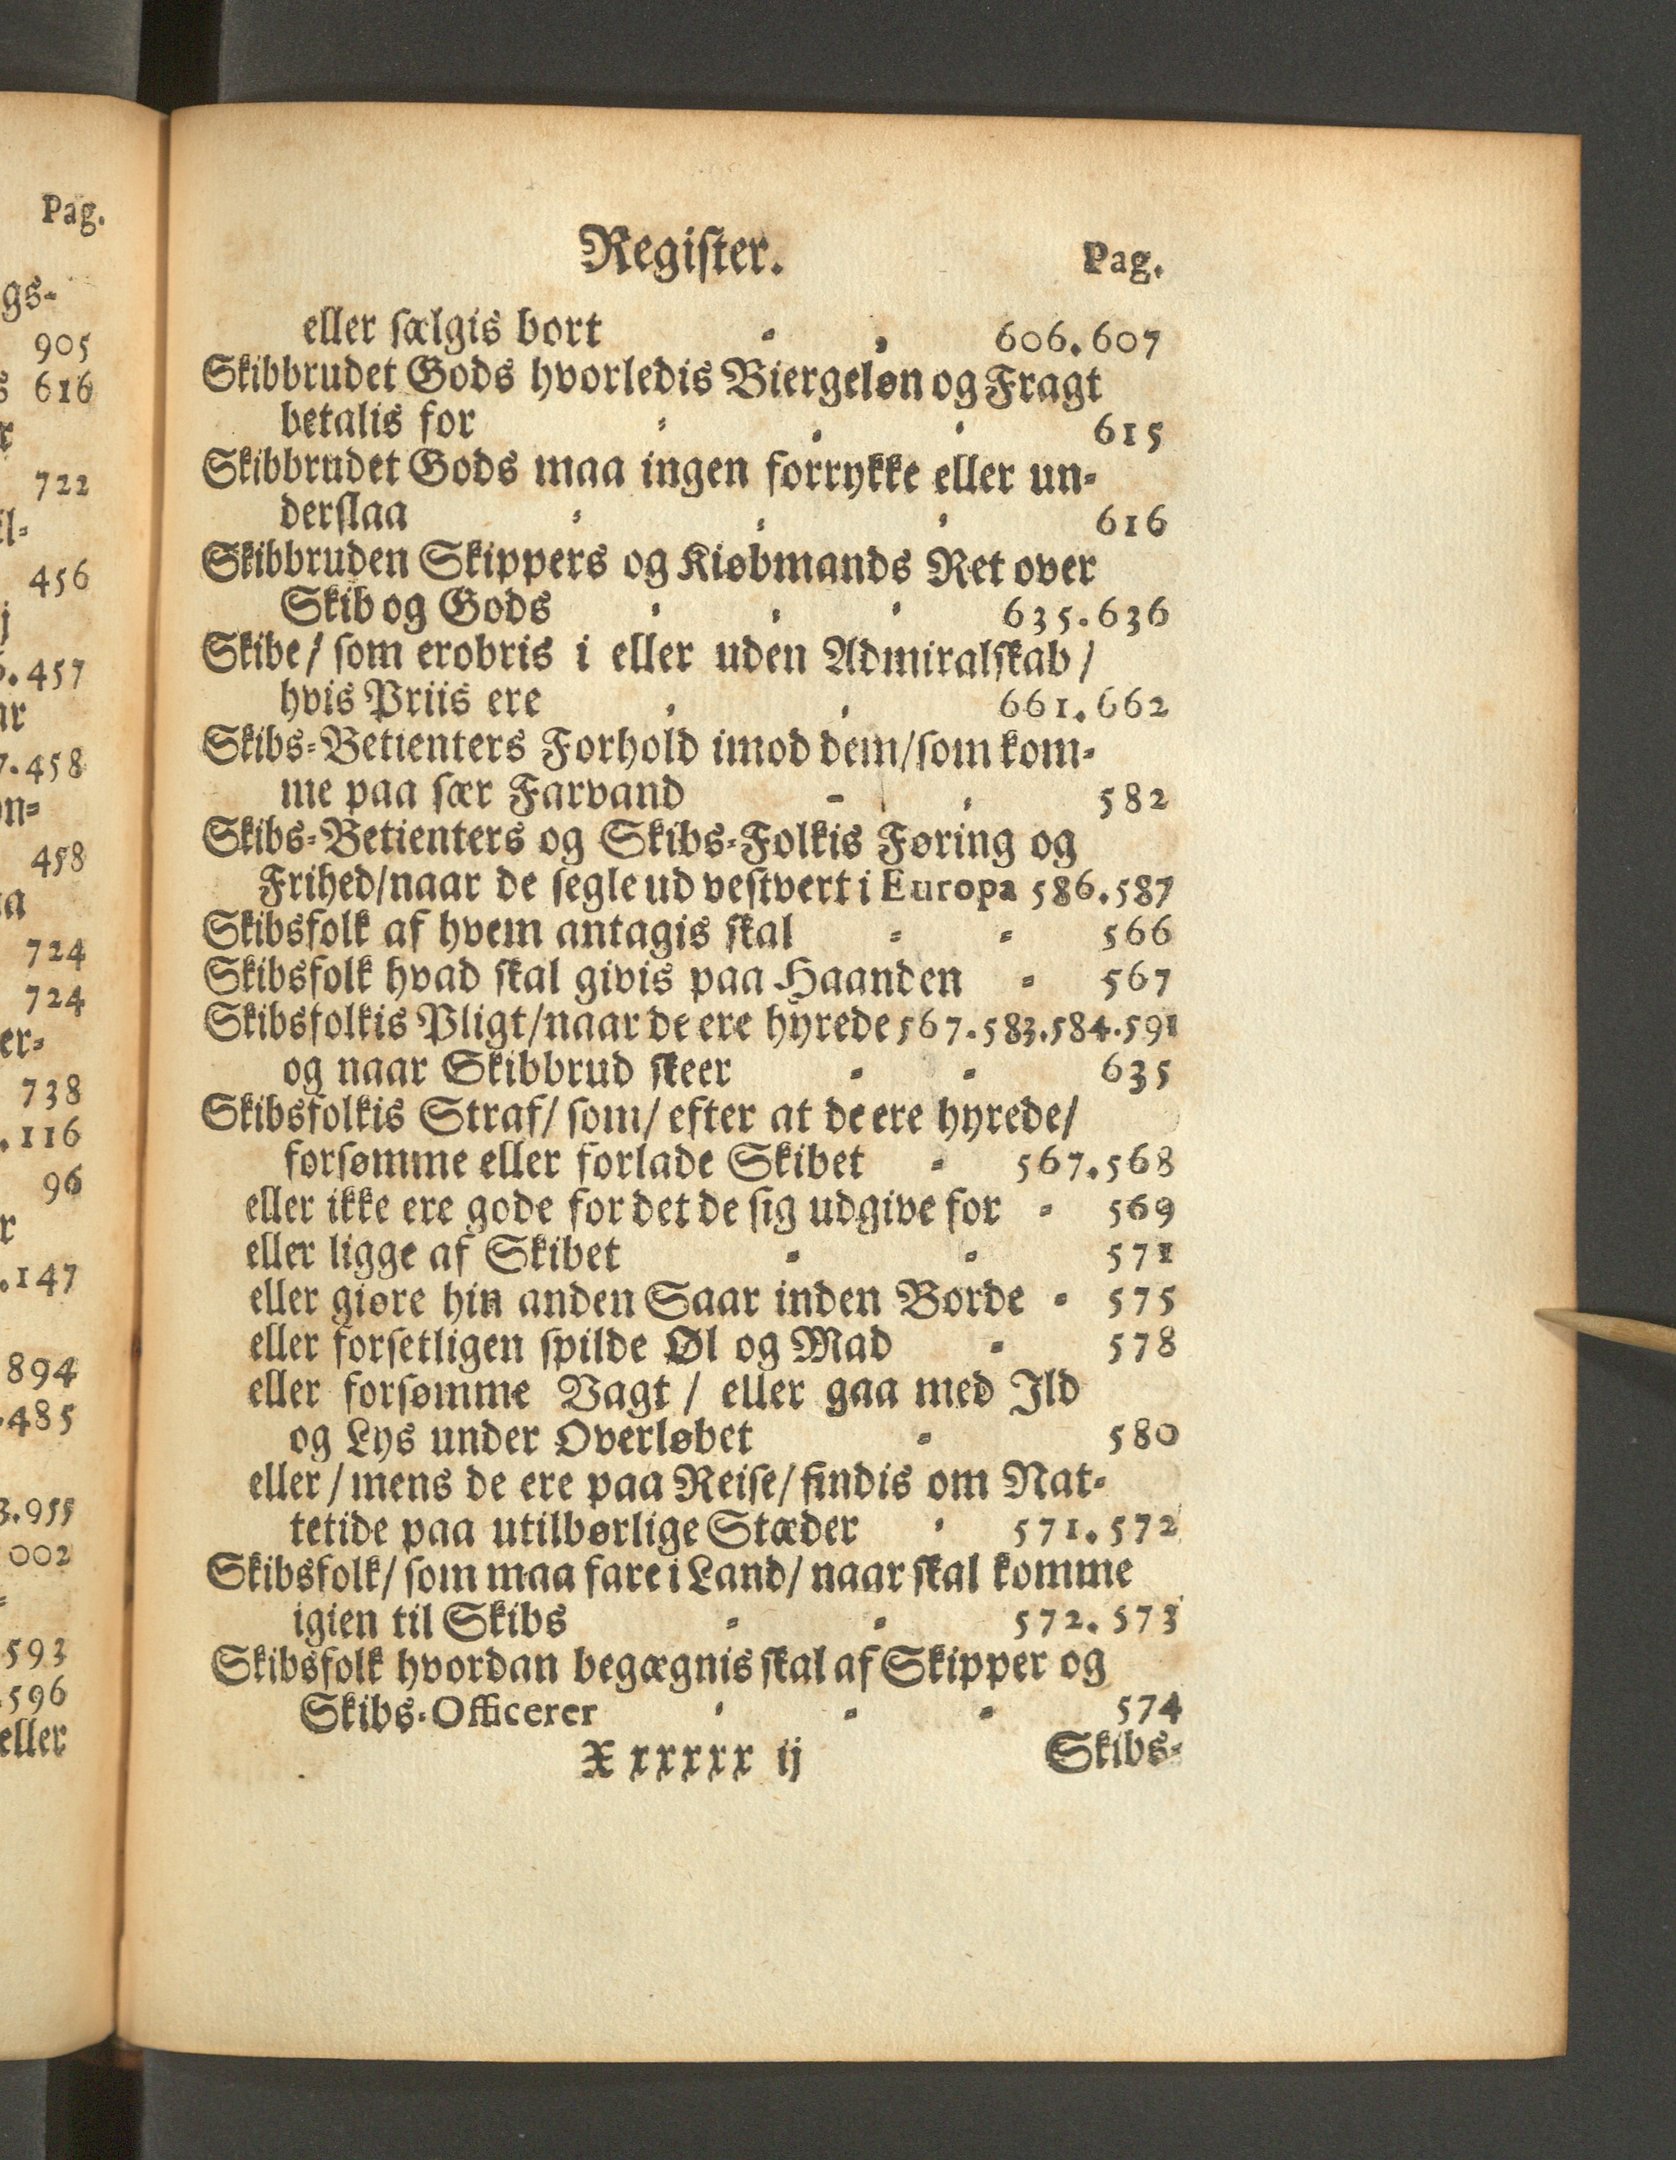 Pag.
gs-
905
s 616
r
722
l-
456
j
.457
ar
7.458
on-
458
a
724
724
er-
738
.116
96
r
.147
894
.485
3.955
002
-
593
.596
eller
Register. Pag.
eller sælgis bort - , 606.607
Skibbrudet Gods hvorledis Biergeløn og Fragt
betalis for - - - 615
Skibbrudet Gods maa ingen forrykke eller un-
derslaa - - - 616
Skibbruden Skippers og Kiøbmands Ret over
Skib og Gods - - - 635.636
Skibe/ som erobris i eller uden Admiralskab/
hvis Priis ere - - 661.662
Skibs-Betienters Forhold imod dem/som kom-
me paa sær Farvand - - 582
Skibs-Betienters og Skibs-Folkis Føring og
Frihed/naar de segle ud vestvert i Europa 586.587
Skibsfolk af hvem antagis skal - - 566
Skibsfolk hvad skal givis paa Haanden - 567
Skibsfolkis Pligt/naar de ere hyrede 567.583.584.591
og naar Skibbrud skeer - - 635
Skibsfolkis Straf/ som/ efter at de ere hyrede/
forsømme eller forlade Skibet - 567.568
eller ikke ere gode for det de sig udgive for - 569
eller ligge af Skibet - - 571
eller giøre hin anden Saar inden Borde - 575
eller forsetligen spilde Øl og Mad - 578
eller forsømme Vagt / eller gaa med Ild
og Lys under Overløbet - 580
eller / mens de ere paa Reise/ findis om Nat-
tetide paa utilbørlige Stæder - 571.572
Skibsfolk/ som maa fare i Land/ naar skal komme
igien til Skibs - - 572.573
Skibsfolk hvordan begægnis skal af Skipper og
Skibs-Officerer - - - 574
X xxxxx ij Skibs-